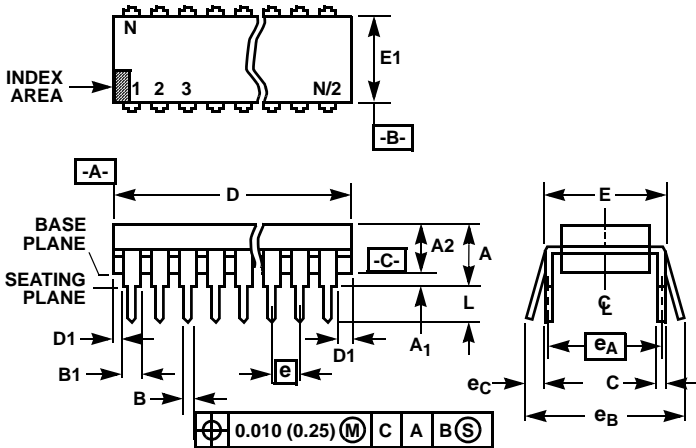 N
E1
INDEX
AREA
1 2 3 N/2
-B-
-A-
D
E
BASE
PLANE
A2
A
-C-
SEATING
PLANE
L
℄
D1
D1
A1
eA
B1
e
eC
C
B
eB
0.010 (0.25) Ⓜ C A B Ⓢ